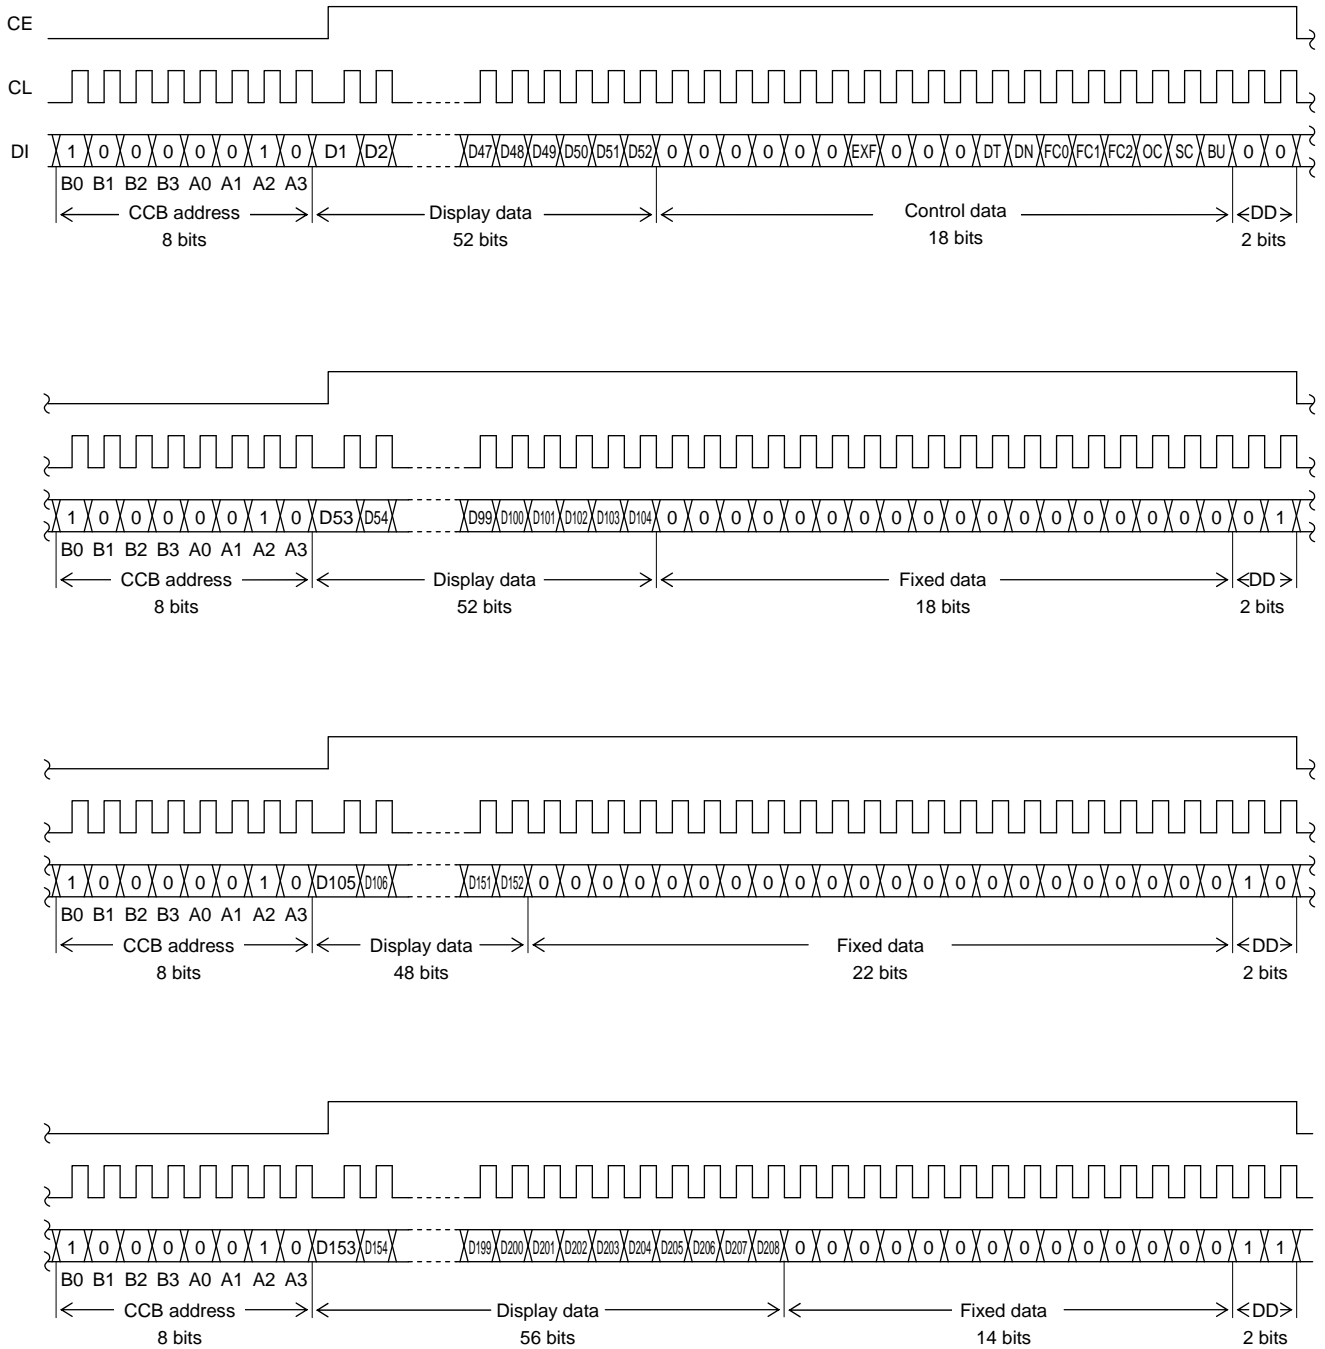 CE
CL
DI 1 0 0 0 0 0 1 0 D1 D2 D47 D48 D49 D50 D51 D52 0 0 0 0 0 0 EXF 0 0 0 DT DN FC0 FC1 FC2 OC SC BU 0 0
B0 B1 B2 B3 A0 A1 A2 A3
CCB address Display data Control data DD
8 bits 52 bits 18 bits 2 bits
1 0 0 0 0 0 1 0 D53 D54 D99 D100 D101 D102 D103 D104 0 0 0 0 0 0 0 0 0 0 0 0 0 0 0 0 0 0 0 1
B0 B1 B2 B3 A0 A1 A2 A3
CCB address Display data Fixed data DD
8 bits 52 bits 18 bits 2 bits
1 0 0 0 0 0 1 0 D105 D106 D151 D152 0 0 0 0 0 0 0 0 0 0 0 0 0 0 0 0 0 0 0 0 0 0 1 0
B0 B1 B2 B3 A0 A1 A2 A3
CCB address Display data Fixed data DD
8 bits 48 bits 22 bits 2 bits
1 0 0 0 0 0 1 0 D153 D154 D199 D200 D201 D202 D203 D204 D205 D206 D207 D208 0 0 0 0 0 0 0 0 0 0 0 0 0 0 1 1
B0 B1 B2 B3 A0 A1 A2 A3
CCB address Display data Fixed data DD
8 bits 56 bits 14 bits 2 bits